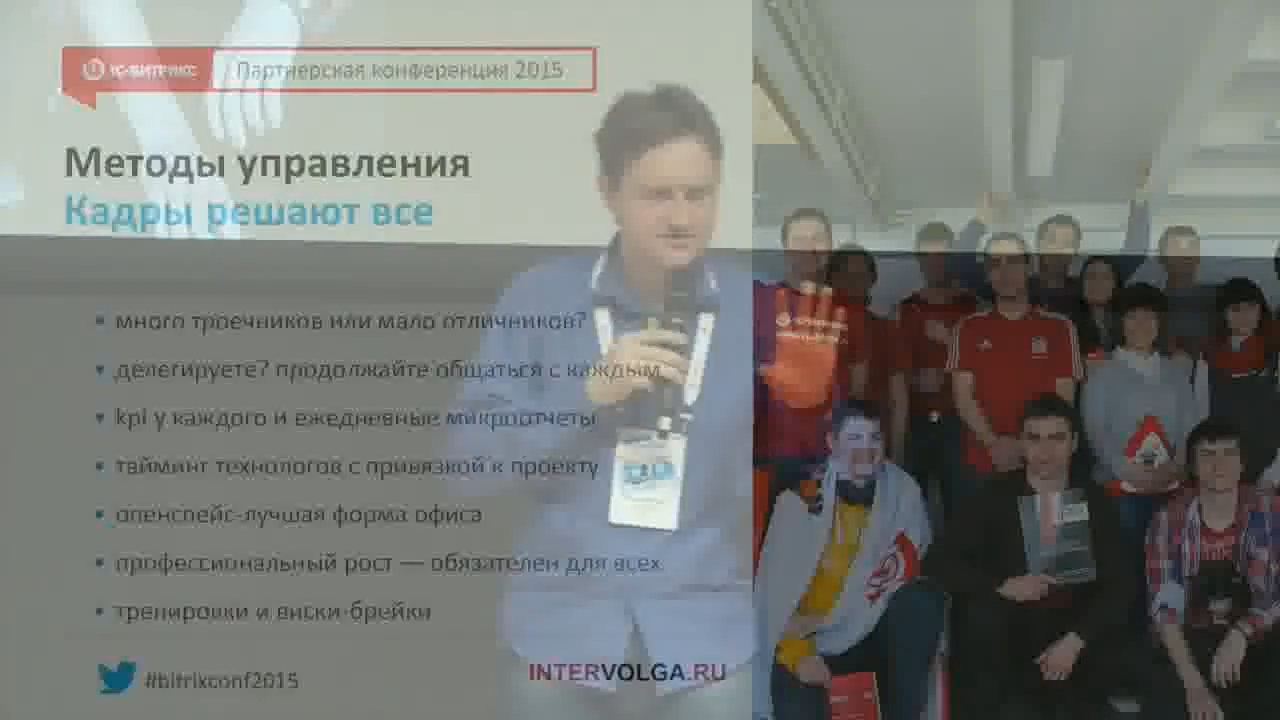 1С-БИТРИКС Партнерская конференция 2015
Методы управления
Кадры решают все
много троечников или мало отличников?
делегируете? продолжайте общаться с каждым
kpi у каждого и ежедневные микроотчеты
тайминг технологов с привязкой к проекту
опенспейс-лучшая форма офиса
профессиональный рост — обязателен для всех
тренировки и виски-брейки
#bitrixconf2015
INTERVOLGA.RU